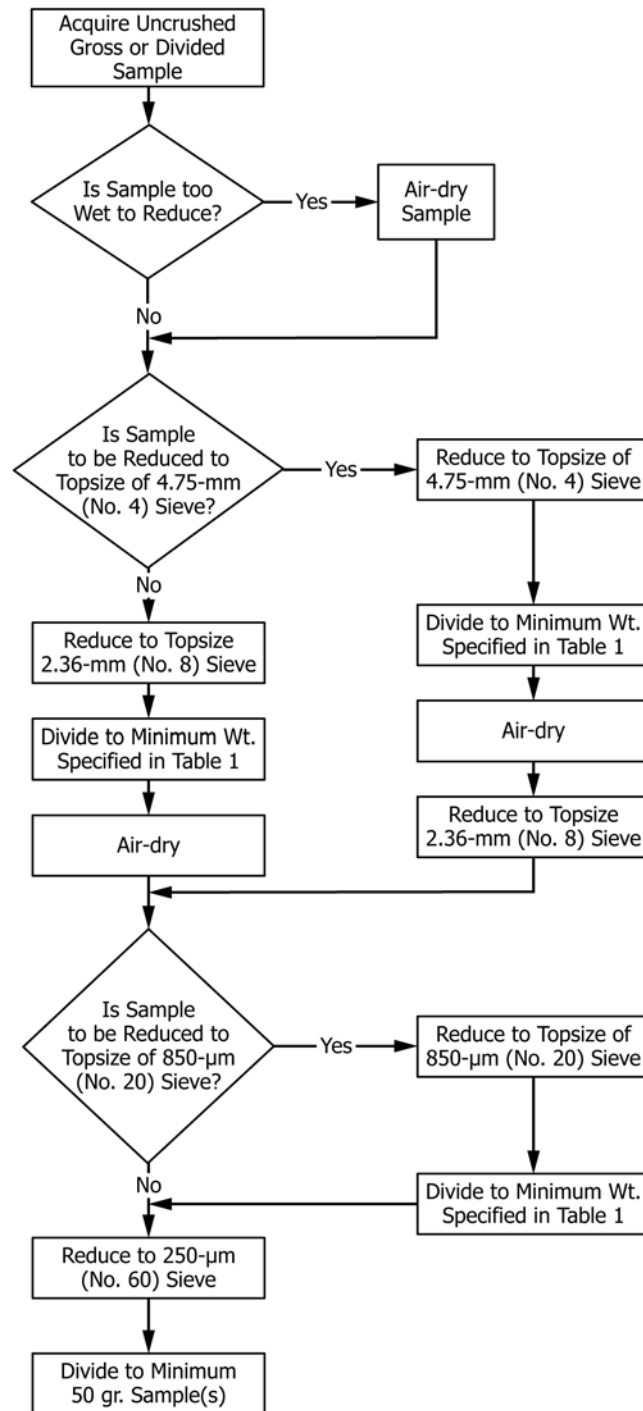 Acquire Uncrushed
Gross or Divided
Sample
Is Sample too
Wet to Reduce?
Yes
Air-dry
Sample
No
Is Sample
to be Reduced to
Topsize of 4.75-mm
(No. 4) Sieve?
Yes
Reduce to Topsize of
4.75-mm (No. 4) Sieve
No
Reduce to Topsize
2.36-mm (No. 8) Sieve
Divide to Minimum Wt.
Specified in Table 1
Divide to Minimum Wt.
Specified in Table 1
Air-dry
Air-dry
Reduce to Topsize
2.36-mm (No. 8) Sieve
Is Sample
to be Reduced to
Topsize of 850-μm
(No. 20) Sieve?
Yes
Reduce to Topsize of
850-μm (No. 20) Sieve
No
Divide to Minimum Wt.
Specified in Table 1
Reduce to 250-μm
(No. 60) Sieve
Divide to Minimum
50 gr. Sample(s)